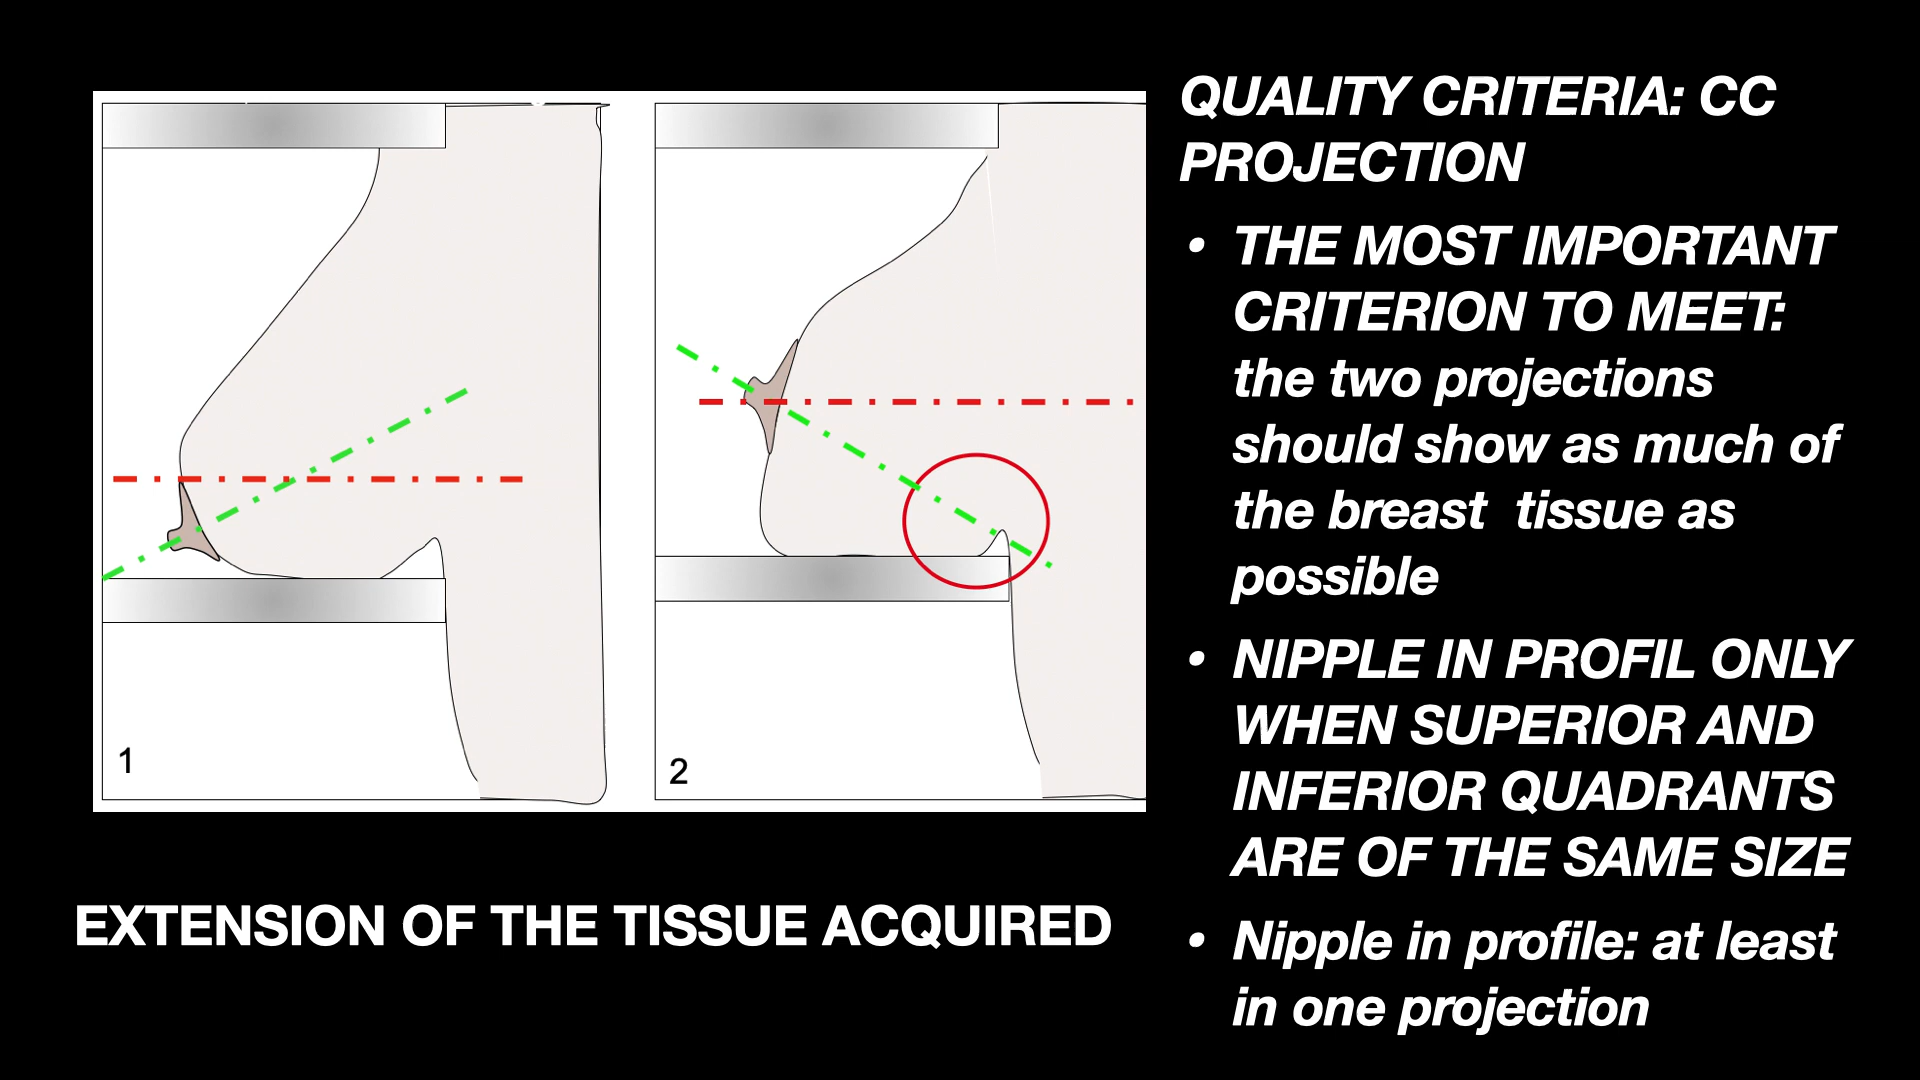 QUALITY CRITERIA: CC
PROJECTION
• THE MOST IMPORTANT
CRITERION TO MEET:
the two projections
should show as much of
the breast tissue as
possible
• NIPPLE IN PROFIL ONLY
WHEN SUPERIOR AND
INFERIOR QUADRANTS
ARE OF THE SAME SIZE
• Nipple in profile: at least
in one projection
1
2
EXTENSION OF THE TISSUE ACQUIRED